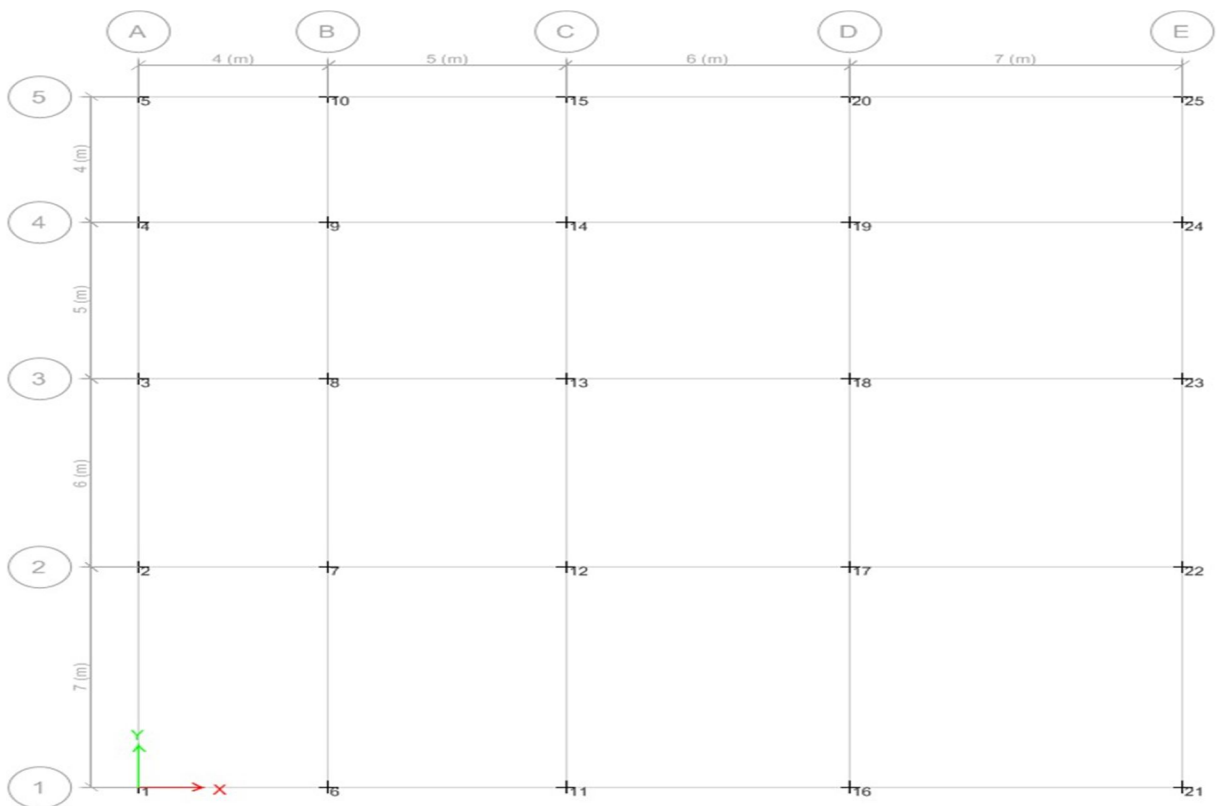 A B C D E
4 (m) 5 (m) 6 (m) 7 (m)
5 5 10 15 20 25
4 (m)
4 4 9 14 19 24
5 (m)
3 3 8 13 18 23
6 (m)
2 2 7 12 17 22
7 (m)
Y
1 1 X 6 11 16 21